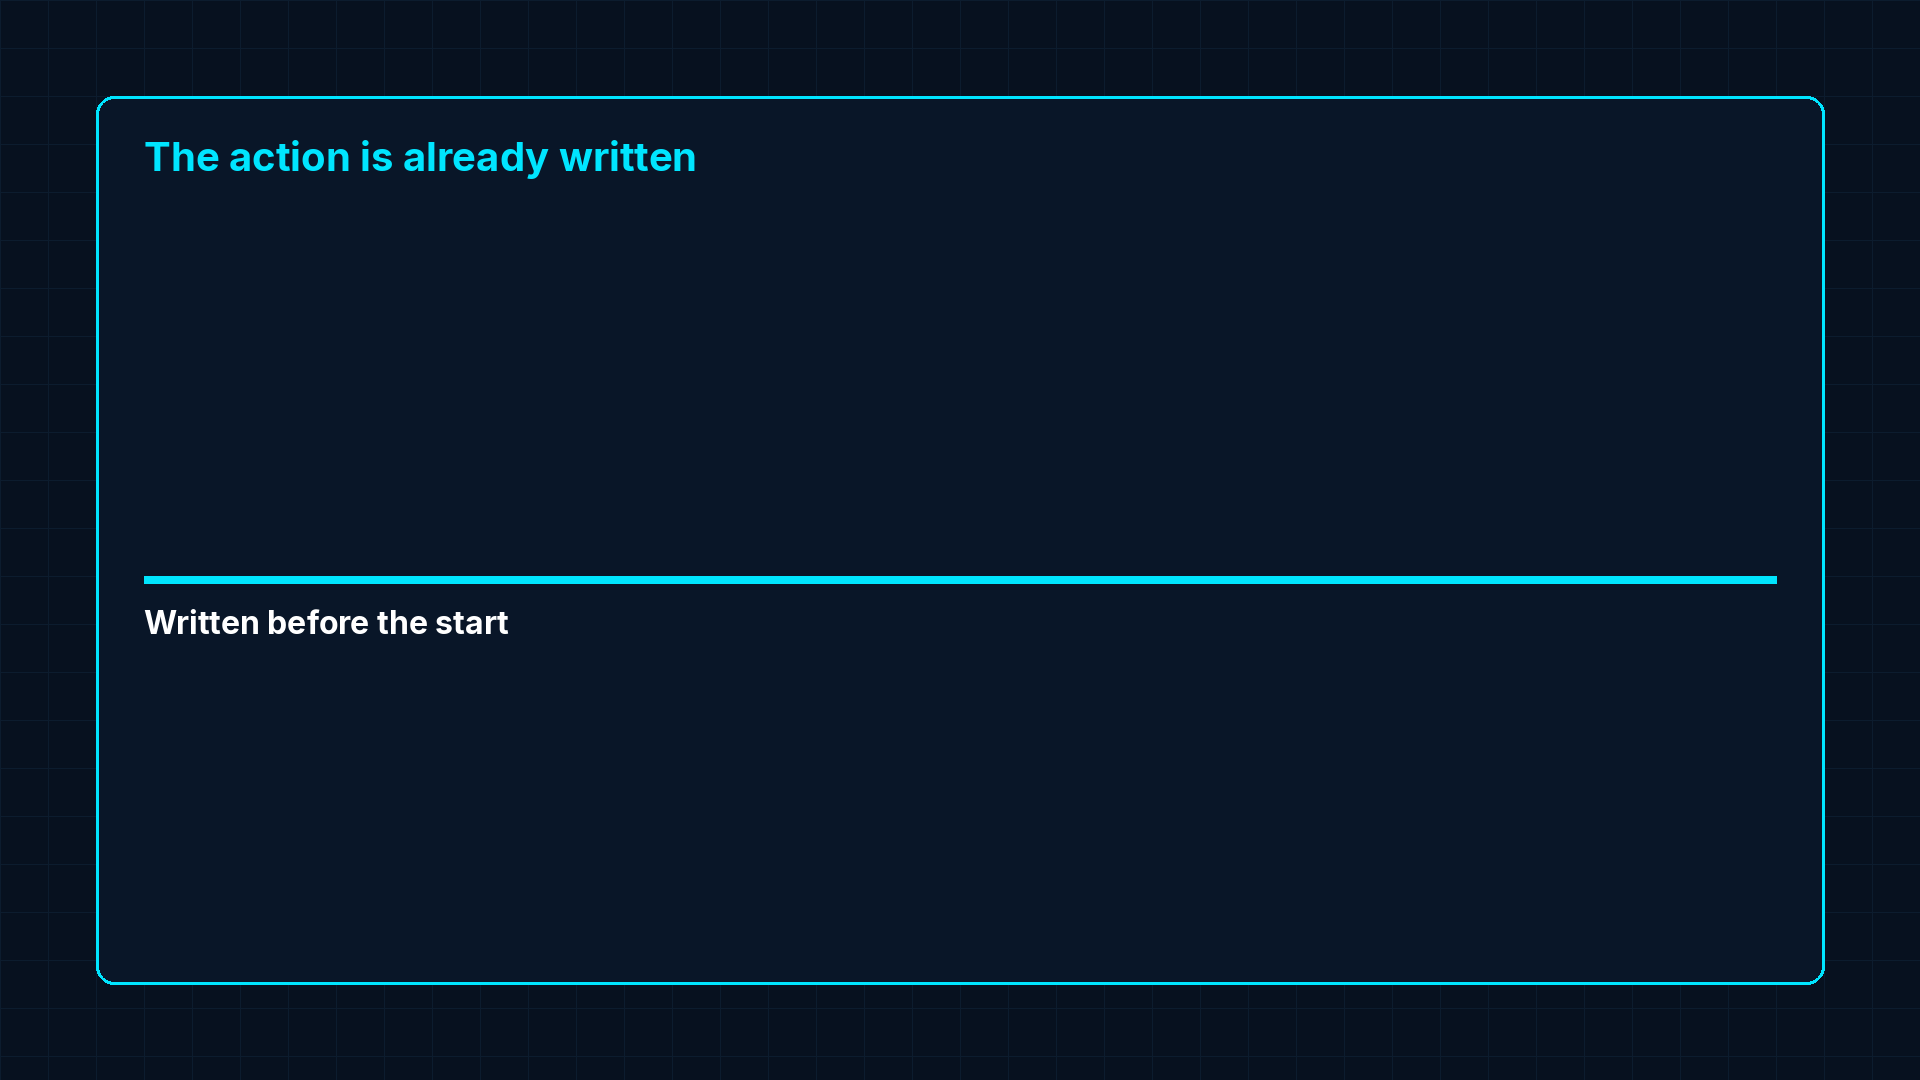 The action is already written
Written before the start